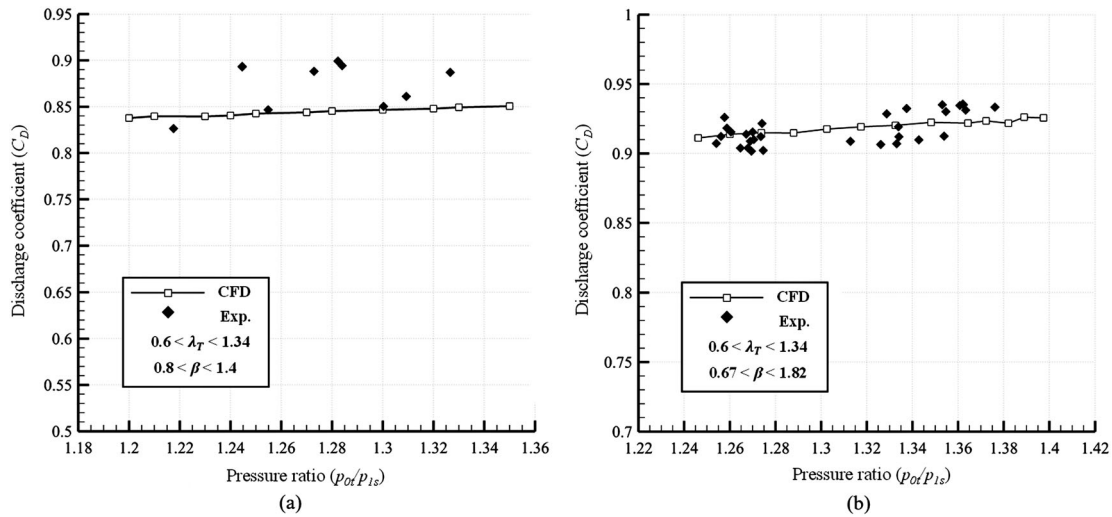 0.95
0.9
0.85
0.8
0.75
0.7
0.65
0.6
0.55
0.5
Discharge coefficient (C_D)
CFD
Exp.
0.6 < λ_T < 1.34
0.8 < β < 1.4
1.18 1.2 1.22 1.24 1.26 1.28 1.3 1.32 1.34 1.36
Pressure ratio (p_0t/p_1s)
(a)
1
0.95
0.9
0.85
0.8
0.75
0.7
Discharge coefficient (C_D)
CFD
Exp.
0.6 < λ_T < 1.34
0.67 < β < 1.82
1.22 1.24 1.26 1.28 1.3 1.32 1.34 1.36 1.38 1.4 1.42
Pressure ratio (p_0t/p_1s)
(b)